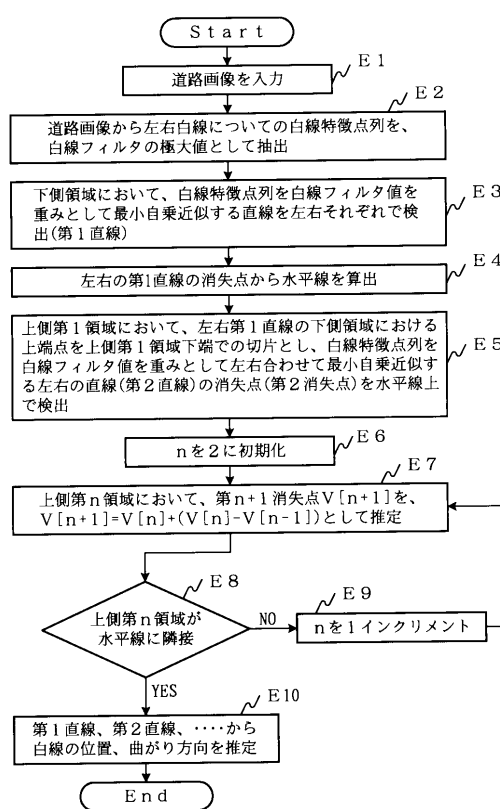 Start
E1
道路画像を入力
E2
道路画像から左右白線についての白線特徴点列を、
白線フィルタの極大値として抽出
E3
下側領域において、白線特徴点列を白線フィルタ値を
重みとして最小自乗近似する直線を左右それぞれで検
出(第1直線)
E4
左右の第1直線の消失点から水平線を算出
E5
上側第1領域において、左右第1直線の下側領域における
上端点を上側第1領域下端での切片とし、白線特徴点列を
白線フィルタ値を重みとして左右合わせて最小自乗近似す
る左右の直線(第2直線)の消失点(第2消失点)を水平線上
で検出
E6
nを2に初期化
E7
上側第n領域において、第n+1消失点V[n+1]を、
V[n+1]=V[n]+(V[n]-V[n-1])として推定
E8
上側第n領域が
水平線に隣接
NO
E9
nを1インクリメント
YES
E10
第1直線、第2直線、‥‥から
白線の位置、曲がり方向を推定
End